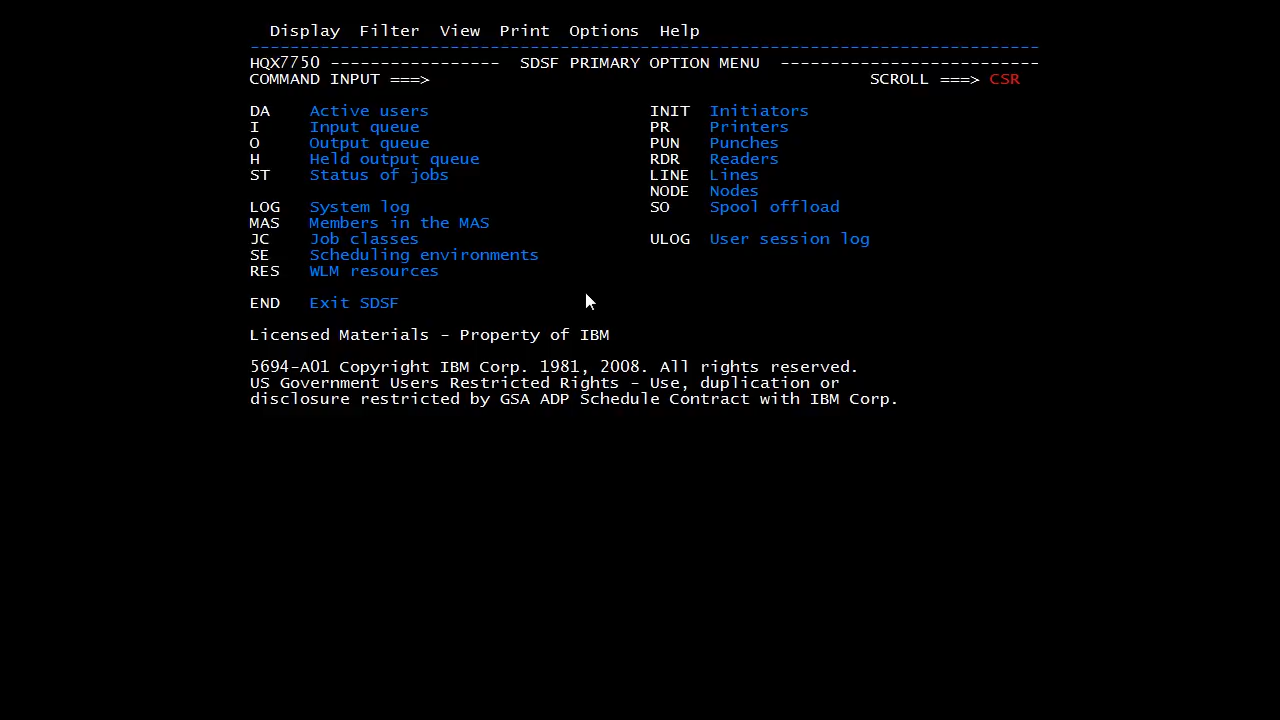 Display  Filter  View  Print  Options  Help
-------------------------------------------------------------------------------
HQX7750 -----------------  SDSF PRIMARY OPTION MENU  --------------------------
COMMAND INPUT ===>                                            SCROLL ===> CSR
DA    Active users                      INIT  Initiators
I     Input queue                       PR    Printers
O     Output queue                      PUN   Punches
H     Held output queue                 RDR   Readers
ST    Status of jobs                    LINE  Lines
NODE  Nodes
LOG   System log                        SO    Spool offload
MAS   Members in the MAS
JC    Job classes                       ULOG  User session log
SE    Scheduling environments
RES   WLM resources
END   Exit SDSF
Licensed Materials - Property of IBM
5694-A01 Copyright IBM Corp. 1981, 2008. All rights reserved.
US Government Users Restricted Rights - Use, duplication or
disclosure restricted by GSA ADP Schedule Contract with IBM Corp.